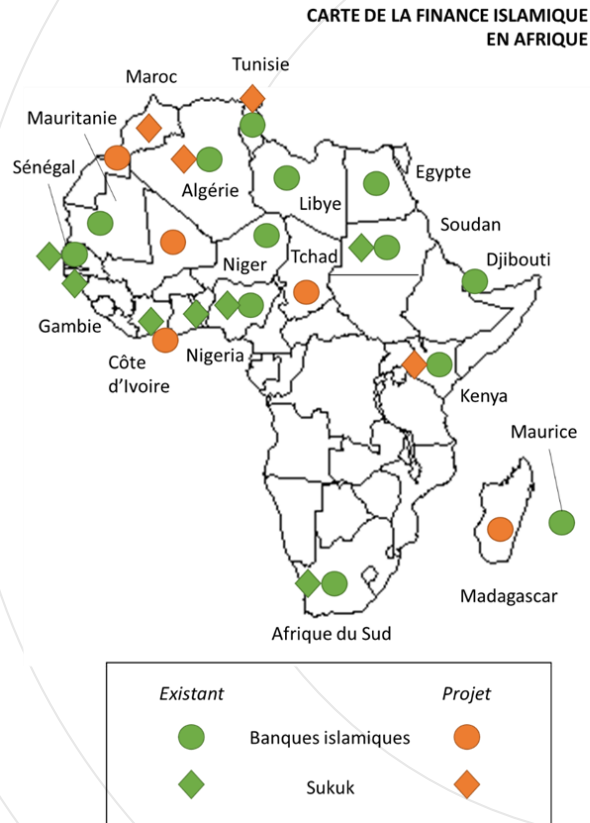 CARTE DE LA FINANCE ISLAMIQUE
EN AFRIQUE
Tunisie
Maroc
Mauritanie
Sénégal
Algérie
Libye
Egypte
Soudan
Djibouti
Niger
Tchad
Gambie
Côte
d'Ivoire
Nigeria
Kenya
Maurice
Madagascar
Afrique du Sud
Existant
Projet
Banques islamiques
Sukuk